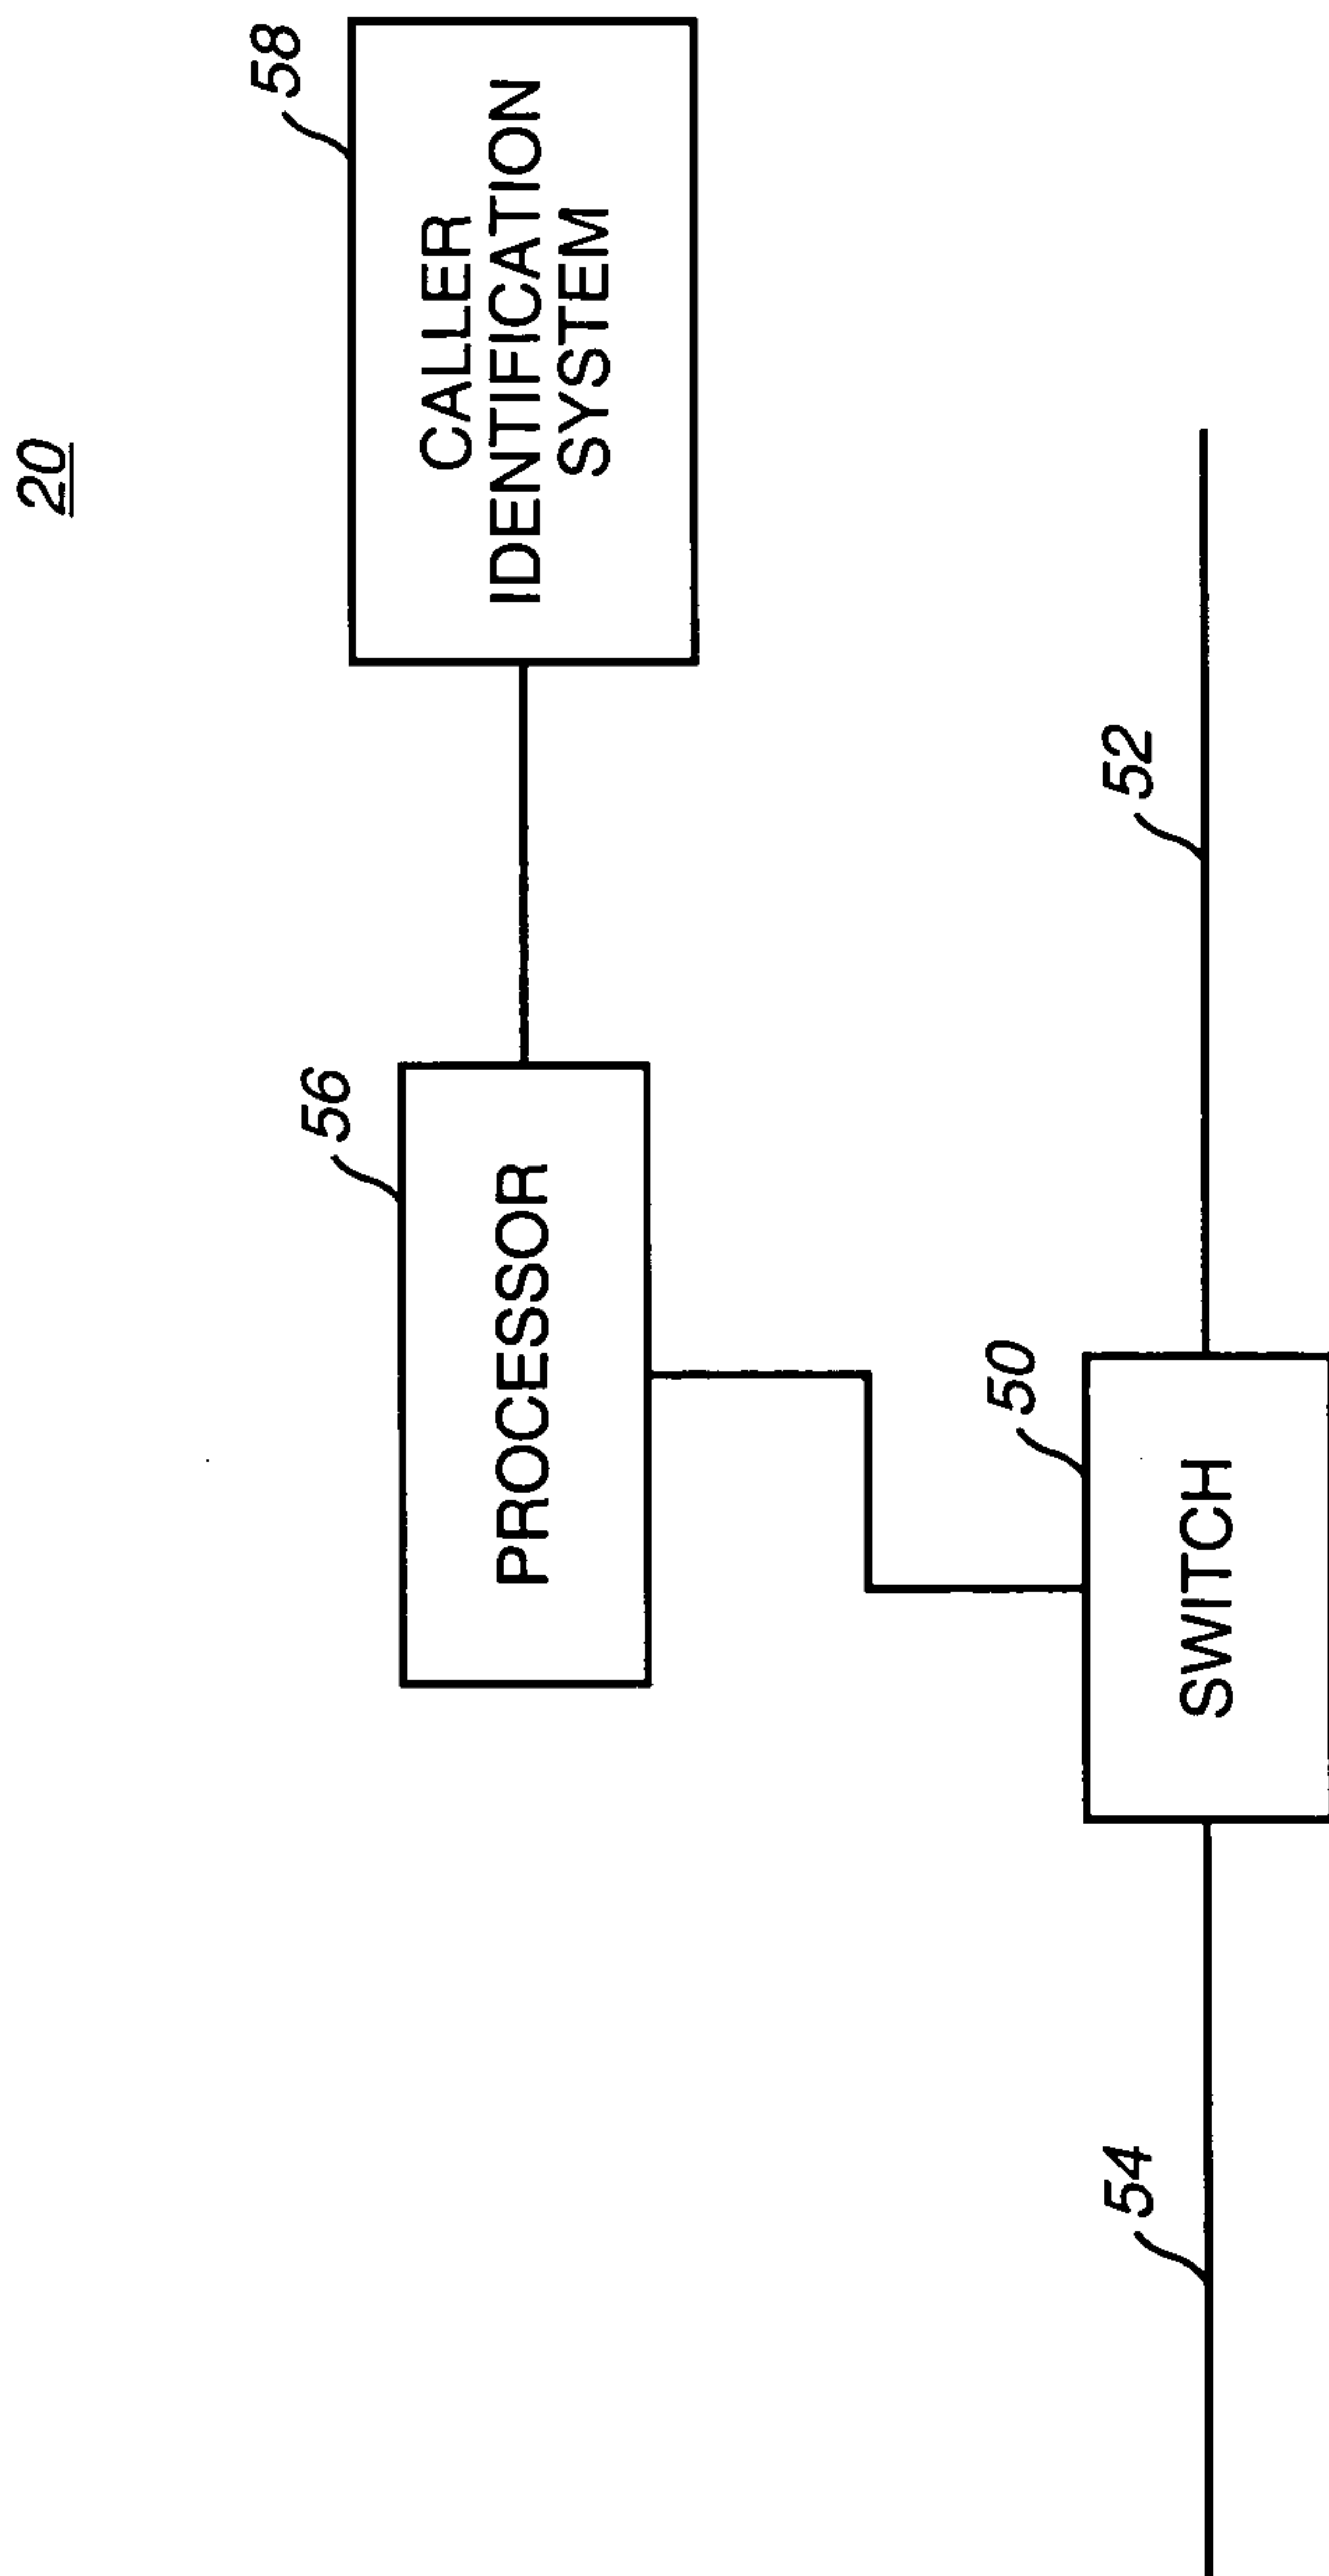 20
58
CALLER
IDENTIFICATION
SYSTEM
56
PROCESSOR
52
50
SWITCH
54